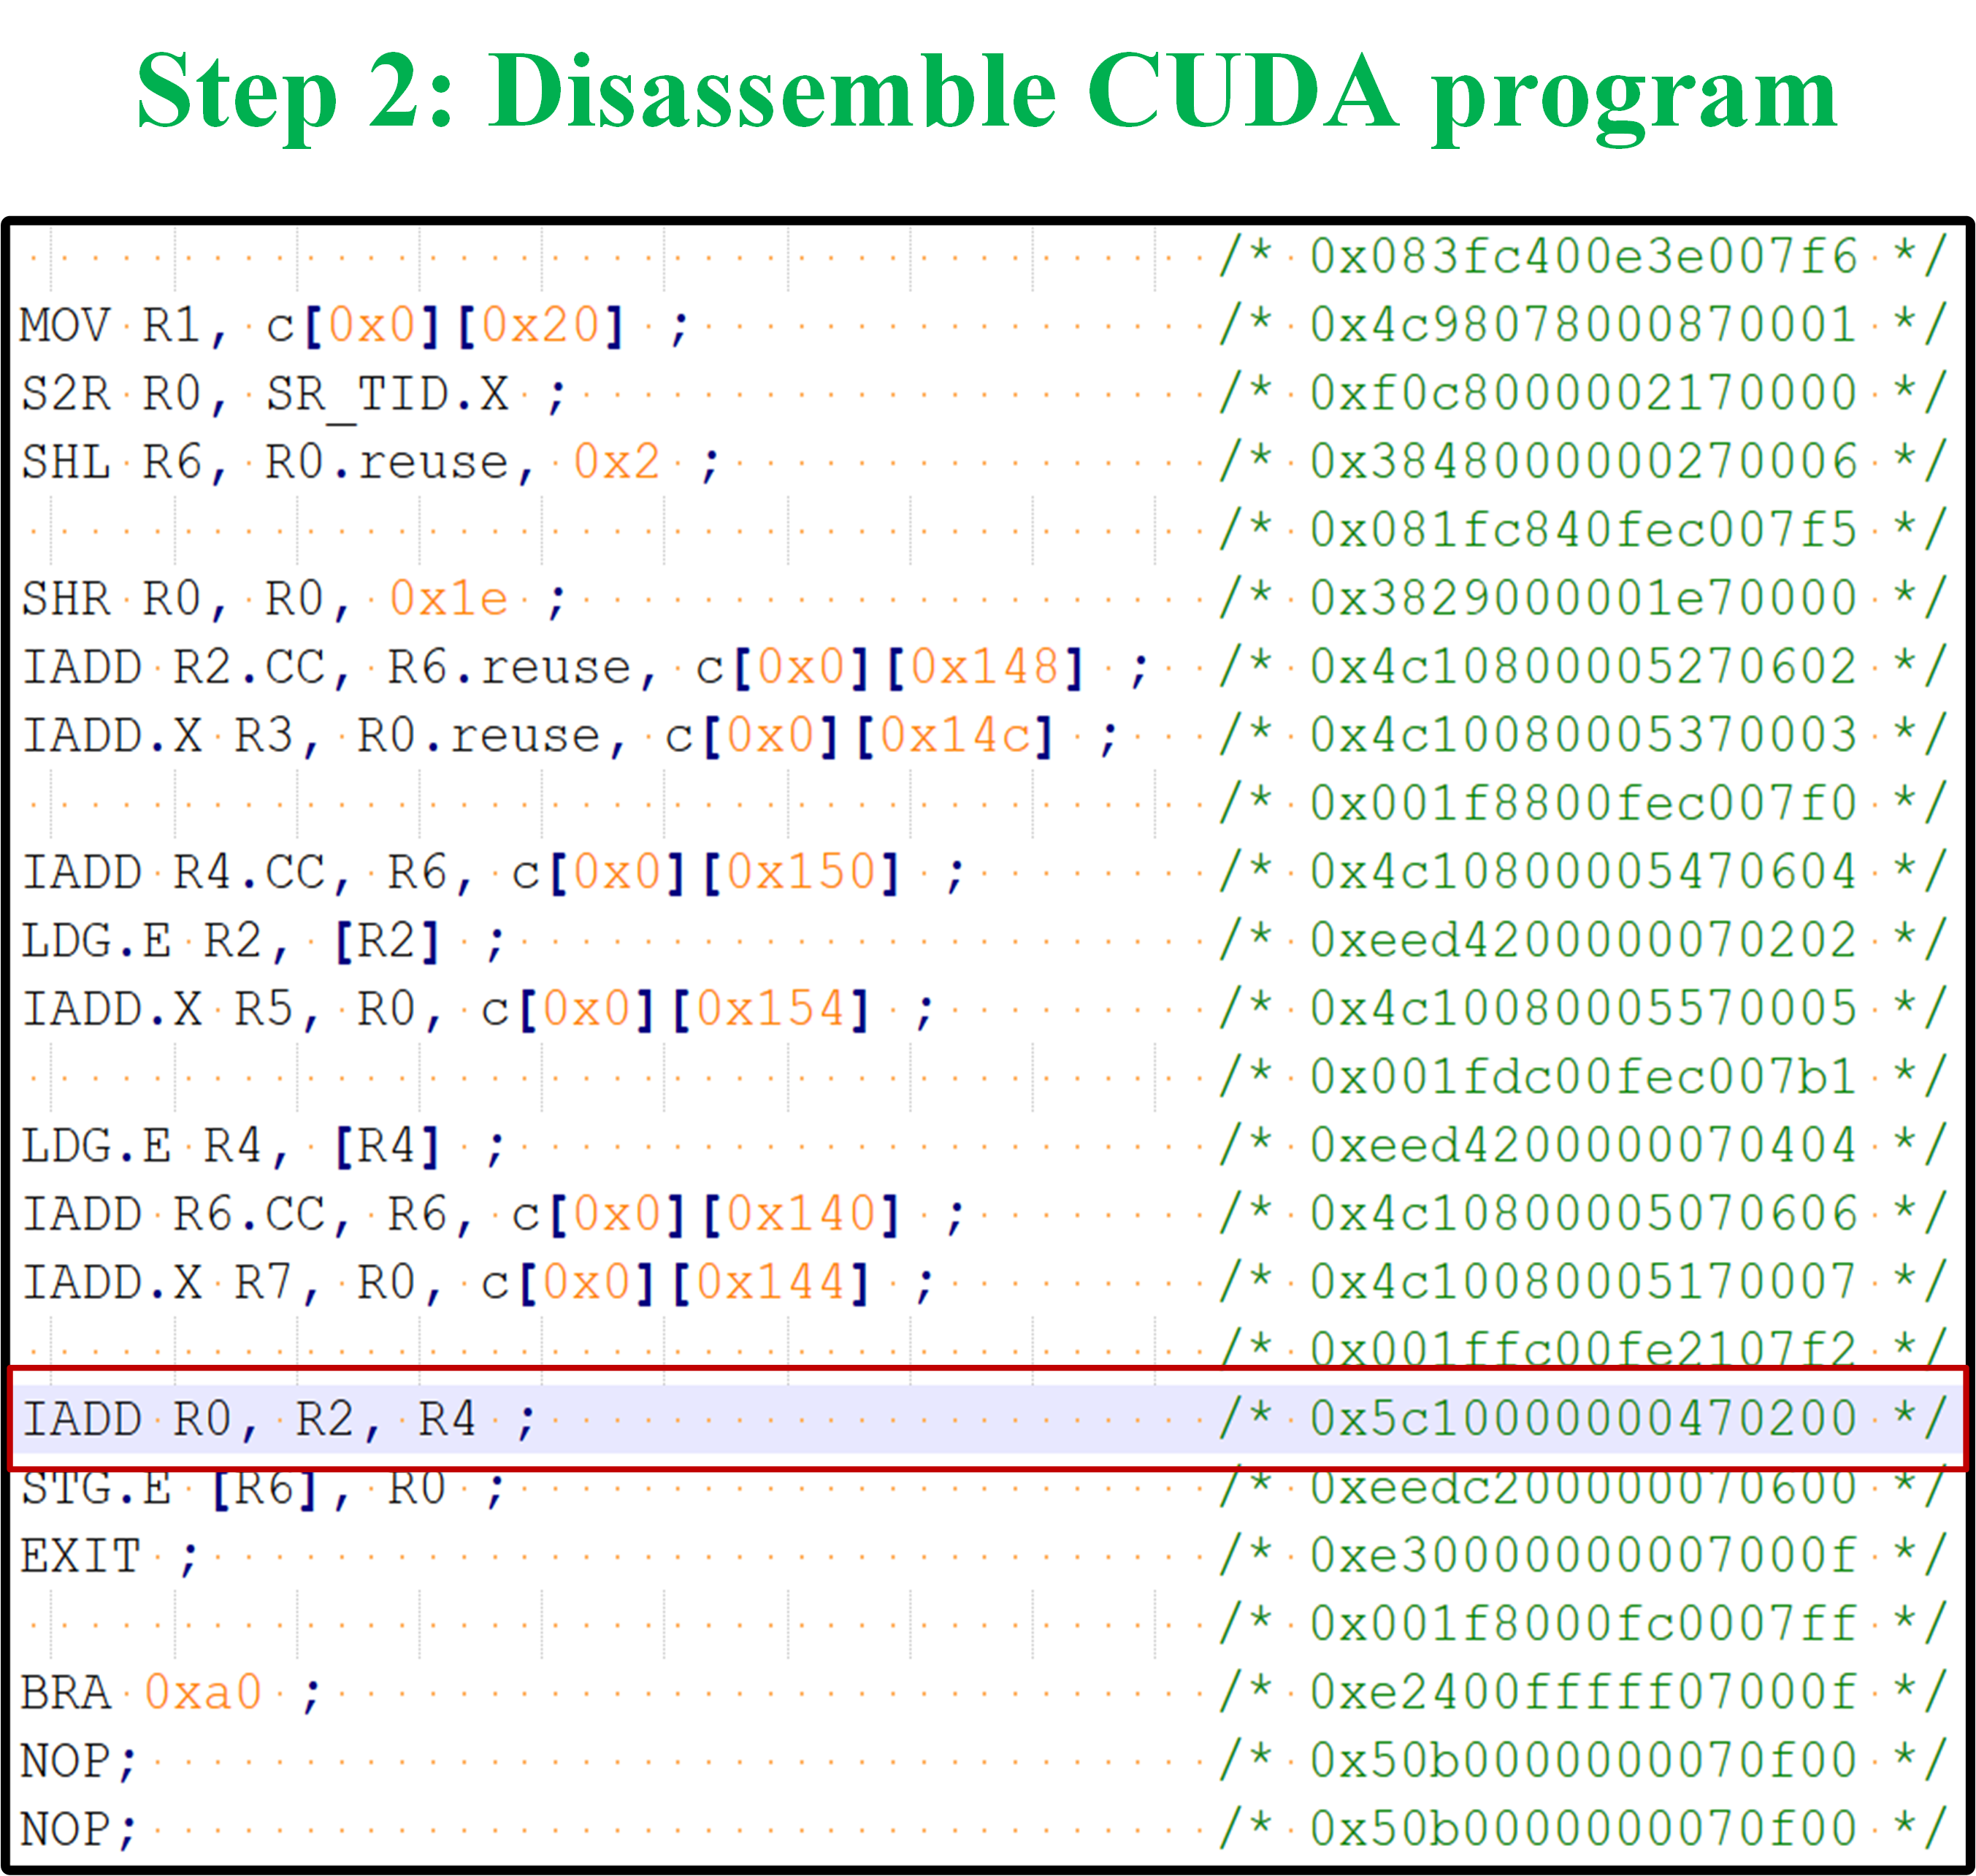 Step 2: Disassemble CUDA program
/* 0x083fc400e3e007f6 */
MOV R1, c[0x0][0x20] ; /* 0x4c98078000870001 */
S2R R0, SR_TID.X ; /* 0xf0c8000002170000 */
SHL R6, R0.reuse, 0x2 ; /* 0x3848000000270006 */
/* 0x081fc840fec007f5 */
SHR R0, R0, 0x1e ; /* 0x3829000001e70000 */
IADD R2.CC, R6.reuse, c[0x0][0x148] ; /* 0x4c10800005270602 */
IADD.X R3, R0.reuse, c[0x0][0x14c] ; /* 0x4c10080005370003 */
/* 0x001f8800fec007f0 */
IADD R4.CC, R6, c[0x0][0x150] ; /* 0x4c10800005470604 */
LDG.E R2, [R2] ; /* 0xeed4200000070202 */
IADD.X R5, R0, c[0x0][0x154] ; /* 0x4c10080005570005 */
/* 0x001fdc00fec007b1 */
LDG.E R4, [R4] ; /* 0xeed4200000070404 */
IADD R6.CC, R6, c[0x0][0x140] ; /* 0x4c10800005070606 */
IADD.X R7, R0, c[0x0][0x144] ; /* 0x4c10080005170007 */
/* 0x001ffc00fe2107f2 */
IADD R0, R2, R4 ; /* 0x5c10000000470200 */
STG.E [R6], R0 ; /* 0xeedc200000070600 */
EXIT ; /* 0xe30000000007000f */
/* 0x001f8000fc0007ff */
BRA 0xa0 ; /* 0xe2400fffff07000f */
NOP; /* 0x50b0000000070f00 */
NOP; /* 0x50b0000000070f00 */